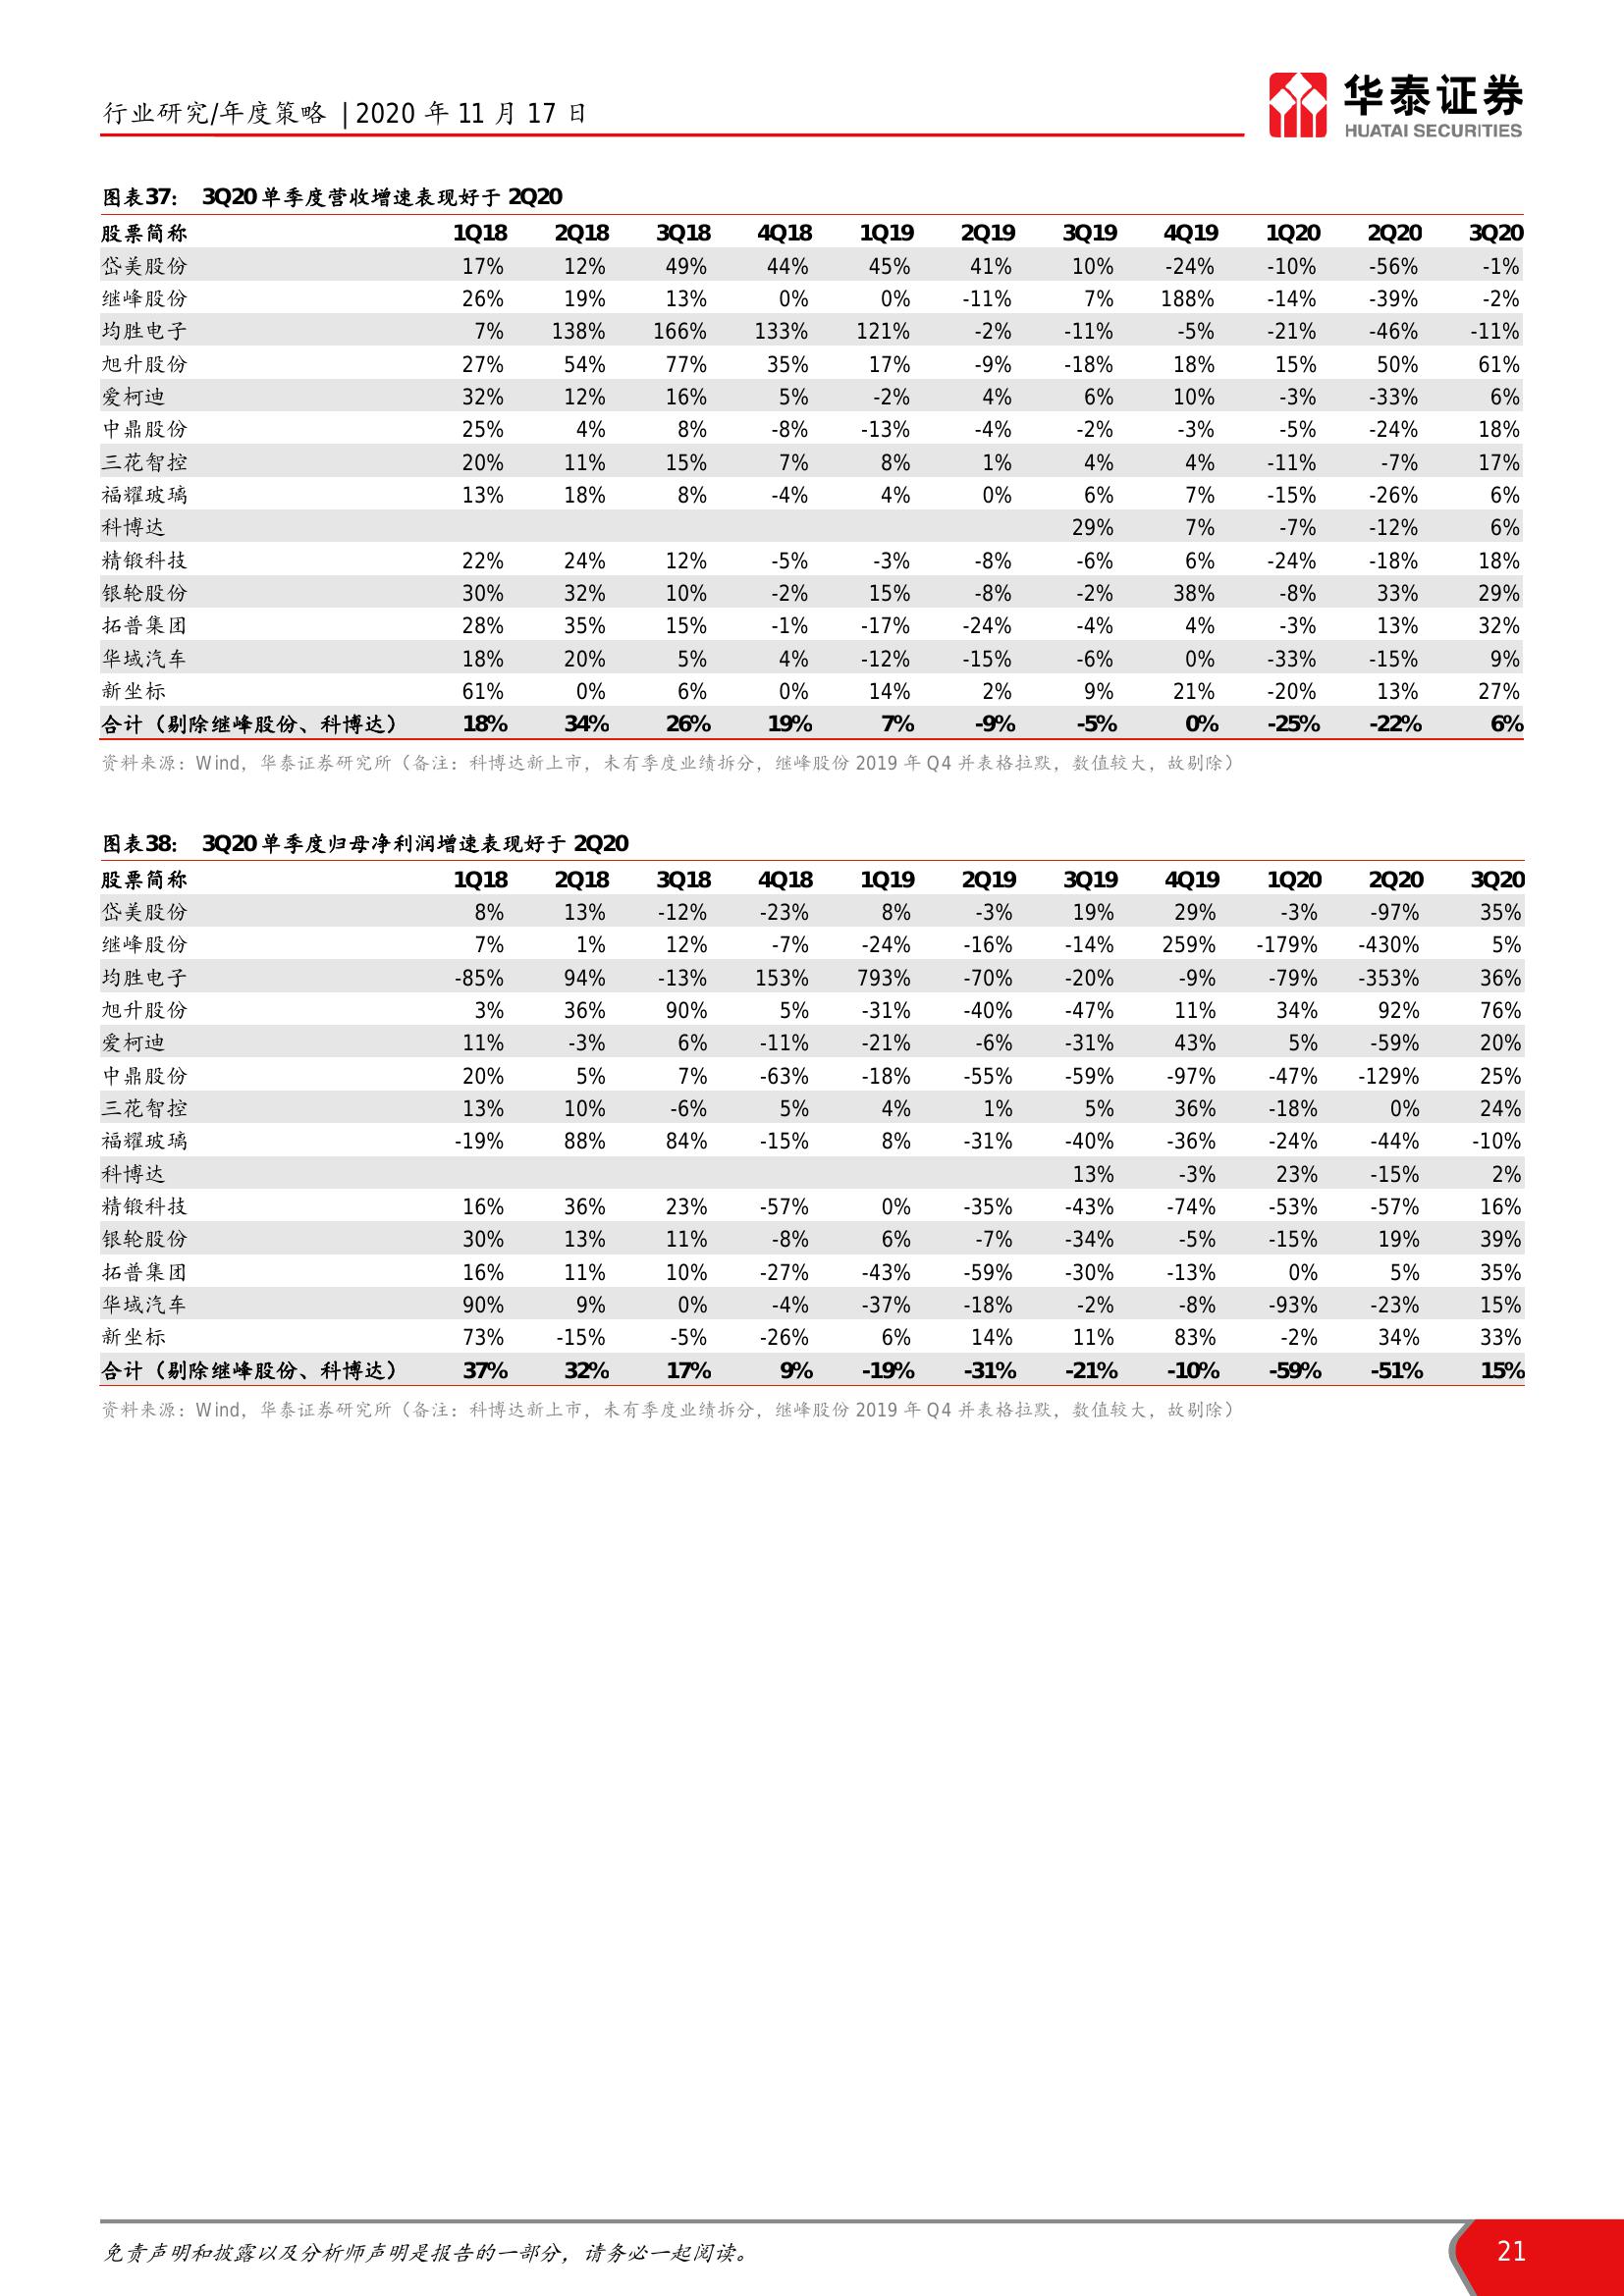 行业研究/年度策略 | 2020 年 11 月 17 日
华泰证券
HUATAI SECURITIES
图表37： 3Q20 单季度营收增速表现好于 2Q20
股票简称 1Q18 2Q18 3Q18 4Q18 1Q19 2Q19 3Q19 4Q19 1Q20 2Q20 3Q20
岱美股份 17% 12% 49% 44% 45% 41% 10% -24% -10% -56% -1%
继峰股份 26% 19% 13% 0% 0% -11% 7% 188% -14% -39% -2%
均胜电子 7% 138% 166% 133% 121% -2% -11% -5% -21% -46% -11%
旭升股份 27% 54% 77% 35% 17% -9% -18% 18% 15% 50% 61%
爱柯迪 32% 12% 16% 5% -2% 4% 6% 10% -3% -33% 6%
中鼎股份 25% 4% 8% -8% -13% -4% -2% -3% -5% -24% 18%
三花智控 20% 11% 15% 7% 8% 1% 4% 4% -11% -7% 17%
福耀玻璃 13% 18% 8% -4% 4% 0% 6% 7% -15% -26% 6%
科博达 29% 7% -7% -12% 6%
精锻科技 22% 24% 12% -5% -3% -8% -6% 6% -24% -18% 18%
银轮股份 30% 32% 10% -2% 15% -8% -2% 38% -8% 33% 29%
拓普集团 28% 35% 15% -1% -17% -24% -4% 4% -3% 13% 32%
华域汽车 18% 20% 5% 4% -12% -15% -6% 0% -33% -15% 9%
新坐标 61% 0% 6% 0% 14% 2% 9% 21% -20% 13% 27%
合计（剔除继峰股份、科博达） 18% 34% 26% 19% 7% -9% -5% 0% -25% -22% 6%
资料来源：Wind，华泰证券研究所（备注：科博达新上市，未有季度业绩拆分，继峰股份 2019 年 Q4 并表格拉默，数值较大，故剔除）
图表38： 3Q20 单季度归母净利润增速表现好于 2Q20
股票简称 1Q18 2Q18 3Q18 4Q18 1Q19 2Q19 3Q19 4Q19 1Q20 2Q20 3Q20
岱美股份 8% 13% -12% -23% 8% -3% 19% 29% -3% -97% 35%
继峰股份 7% 1% 12% -7% -24% -16% -14% 259% -179% -430% 5%
均胜电子 -85% 94% -13% 153% 793% -70% -20% -9% -79% -353% 36%
旭升股份 3% 36% 90% 5% -31% -40% -47% 11% 34% 92% 76%
爱柯迪 11% -3% 6% -11% -21% -6% -31% 43% 5% -59% 20%
中鼎股份 20% 5% 7% -63% -18% -55% -59% -97% -47% -129% 25%
三花智控 13% 10% -6% 5% 4% 1% 5% 36% -18% 0% 24%
福耀玻璃 -19% 88% 84% -15% 8% -31% -40% -36% -24% -44% -10%
科博达 13% -3% 23% -15% 2%
精锻科技 16% 36% 23% -57% 0% -35% -43% -74% -53% -57% 16%
银轮股份 30% 13% 11% -8% 6% -7% -34% -5% -15% 19% 39%
拓普集团 16% 11% 10% -27% -43% -59% -30% -13% 0% 5% 35%
华域汽车 90% 9% 0% -4% -37% -18% -2% -8% -93% -23% 15%
新坐标 73% -15% -5% -26% 6% 14% 11% 83% -2% 34% 33%
合计（剔除继峰股份、科博达） 37% 32% 17% 9% -19% -31% -21% -10% -59% -51% 15%
资料来源：Wind，华泰证券研究所（备注：科博达新上市，未有季度业绩拆分，继峰股份 2019 年 Q4 并表格拉默，数值较大，故剔除）
免责声明和披露以及分析师声明是报告的一部分，请务必一起阅读。
21